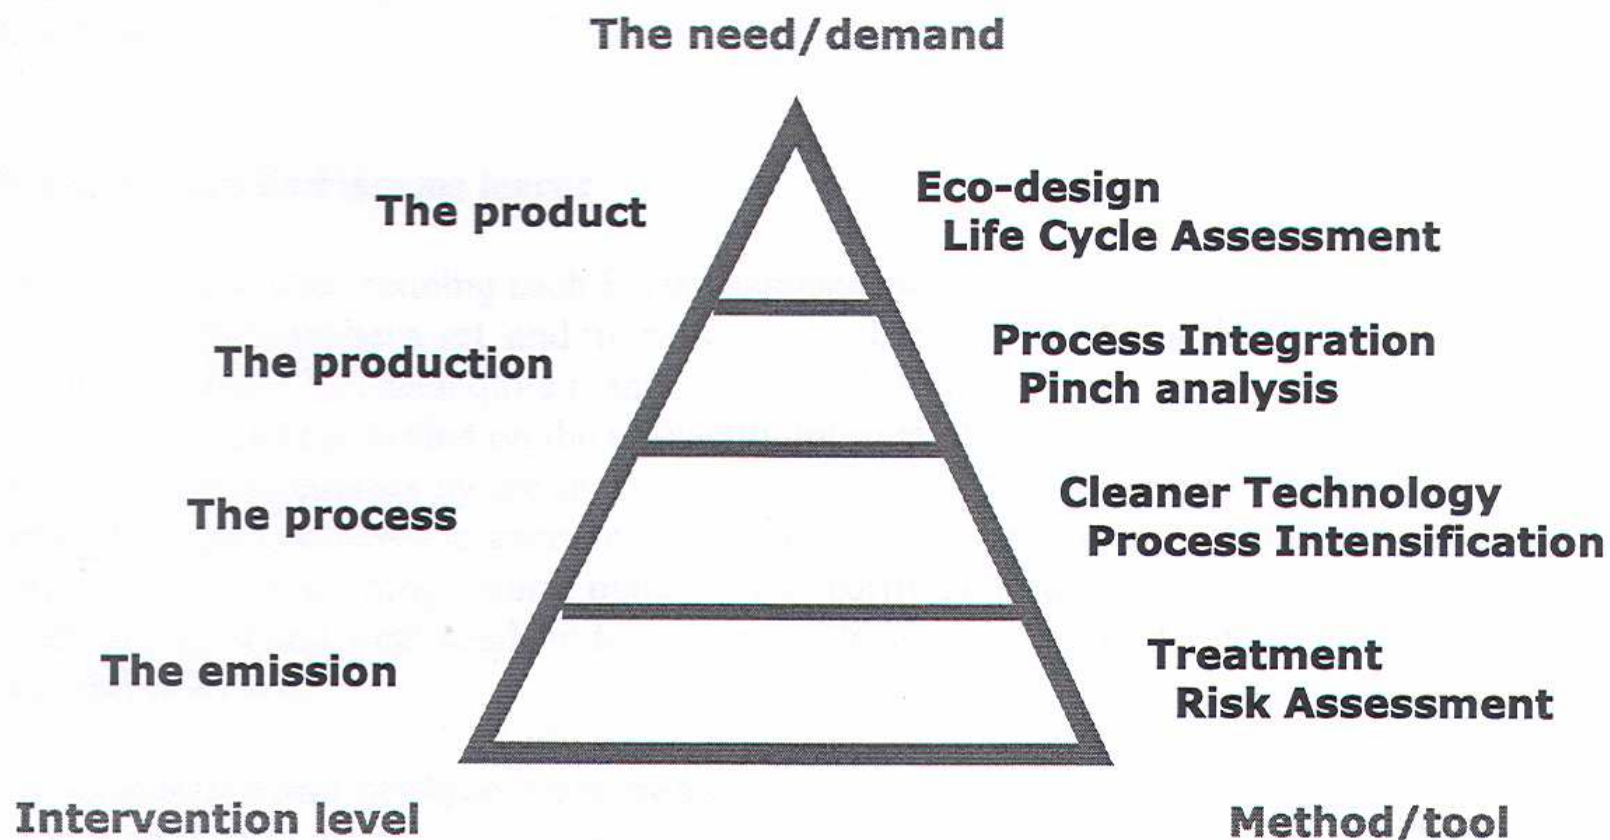 The need/demand
The product
Eco-design
Life Cycle Assessment
The production
Process Integration
Pinch analysis
The process
Cleaner Technology
Process Intensification
The emission
Treatment
Risk Assessment
Intervention level
Method/tool